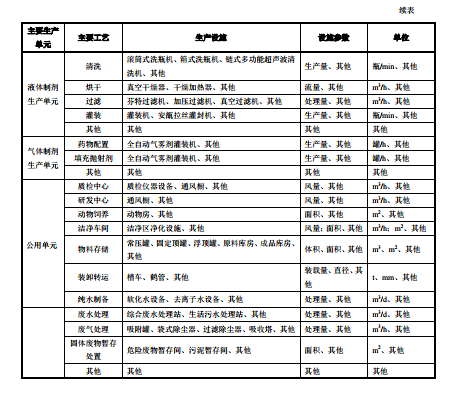 续表
主要生产单元 主要工艺 生产设施 设施参数 单位
液体制剂生产单元 清洗 滚筒式洗瓶机、箱式洗瓶机、链式多功能超声波清洗机、其他 生产量、其他 瓶/min、其他
烘干 真空干燥器、干燥加热器、其他 流量、其他 m³/h、其他
过滤 芬特过滤机、加压过滤机、真空过滤机、其他 处理量、其他 m³/h、其他
灌装 灌装机、安瓿拉丝灌封机、其他 生产量、其他 瓶/min、其他
其他 其他 其他 其他
气体制剂生产单元 药物配置 全自动气雾剂灌装机、其他 生产量、其他 罐/h、其他
填充抛射剂 全自动气雾剂灌装机、其他 生产量、其他 罐/h、其他
其他 其他 其他 其他
公用单元 质检中心 质检仪器设备、通风橱、其他 风量、其他 m³/h、其他
研发中心 通风橱、其他 风量、其他 m³/h、其他
动物饲养 动物房、其他 面积、其他 m²、其他
洁净车间 洁净区净化设施、其他 风量；面积、其他 m³/h；m²、其他
物料存储 常压罐、固定顶罐、浮顶罐、原料库房、成品库房、其他 体积、面积、其他 m³、m²、其他
装卸转运 槽车、鹤管、其他 装载量、直径、其他 t、mm、其他
纯水制备 软化水设备、去离子水设备、其他 处理量、其他 m³/d、其他
废水处理 综合废水处理站、生活污水处理站、其他 处理量、其他 m³/d、其他
废气处理 吸附罐、袋式除尘器、过滤除尘器、吸收塔、其他 处理量、其他 m³/h、其他
固体废物暂存处置 危险废物暂存间、污泥暂存间、其他 面积、其他 m²、其他
其他 其他 其他 其他